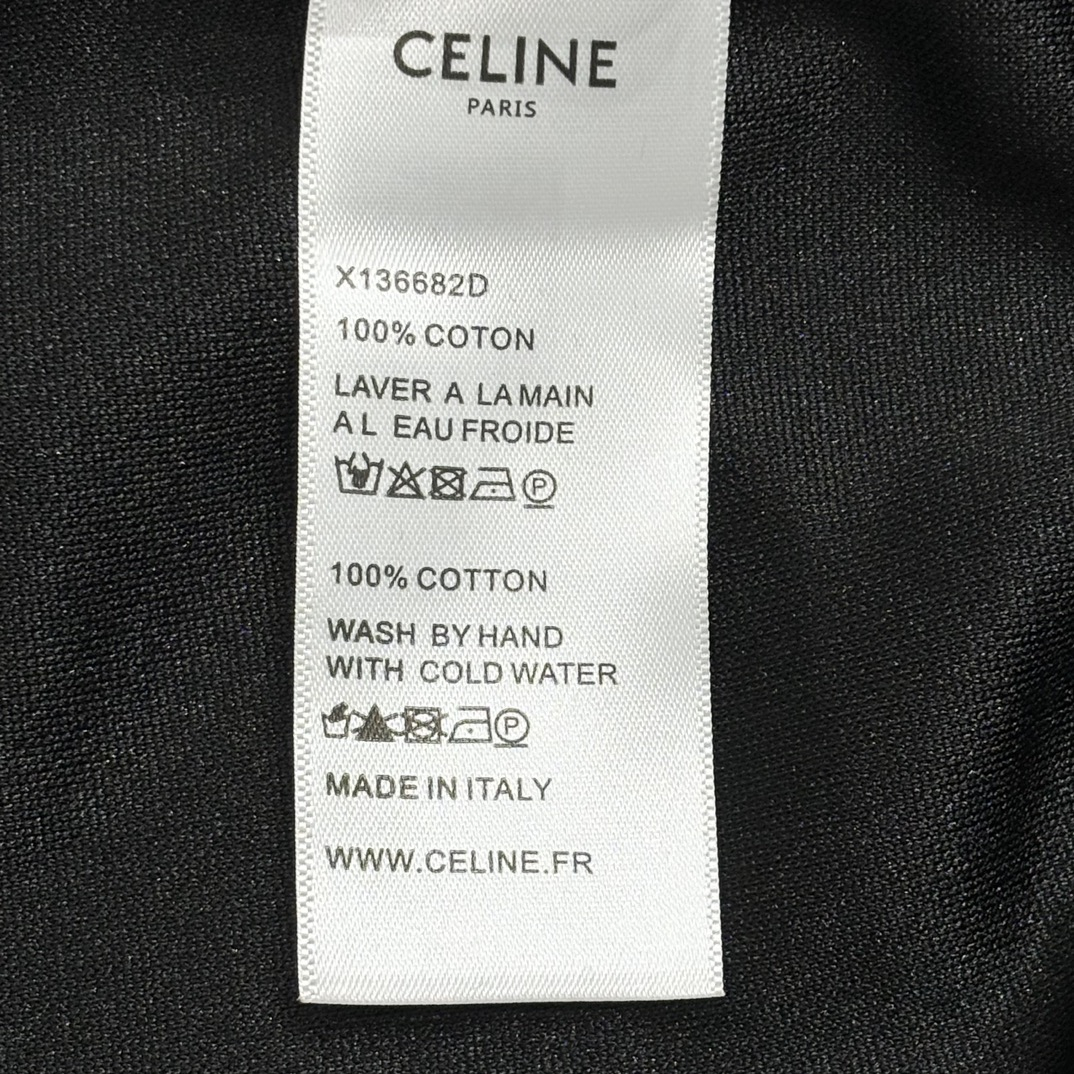 CELINE
PARIS
X136682D
100% COTON
LAVER A LA MAIN
A L EAU FROIDE
P
100% COTTON
WASH BY HAND
WITH COLD WATER
P
MADE IN ITALY
WWW.CELINE.FR